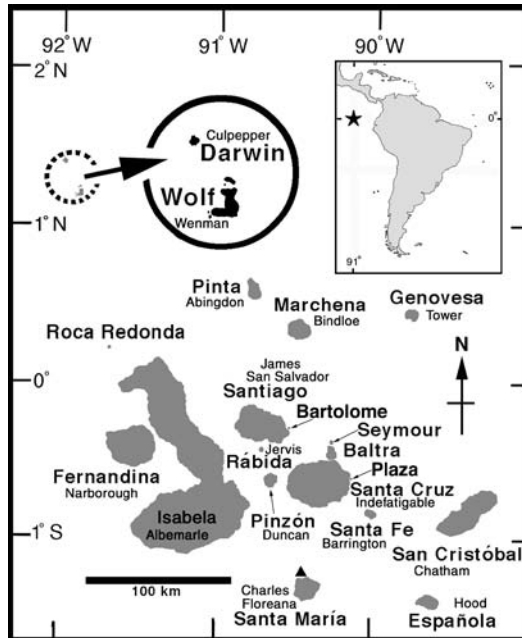 92°W
91°W
90°W
2°N
1°N
0°
1°S
Culpepper
Darwin
Wolf
Wenman
0°
91°
Pinta
Abingdon
Marchena
Bindloe
Genovesa
Tower
Roca Redonda
N
James
San Salvador
Santiago
Bartolome
Seymour
Baltra
Jervis
Rábida
Plaza
Fernandina
Narborough
Santa Cruz
Indefatigable
Isabela
Albemarle
Pinzón
Duncan
Santa Fe
Barrington
San Cristóbal
Chatham
100 km
Charles
Floreana
Santa María
Hood
Española